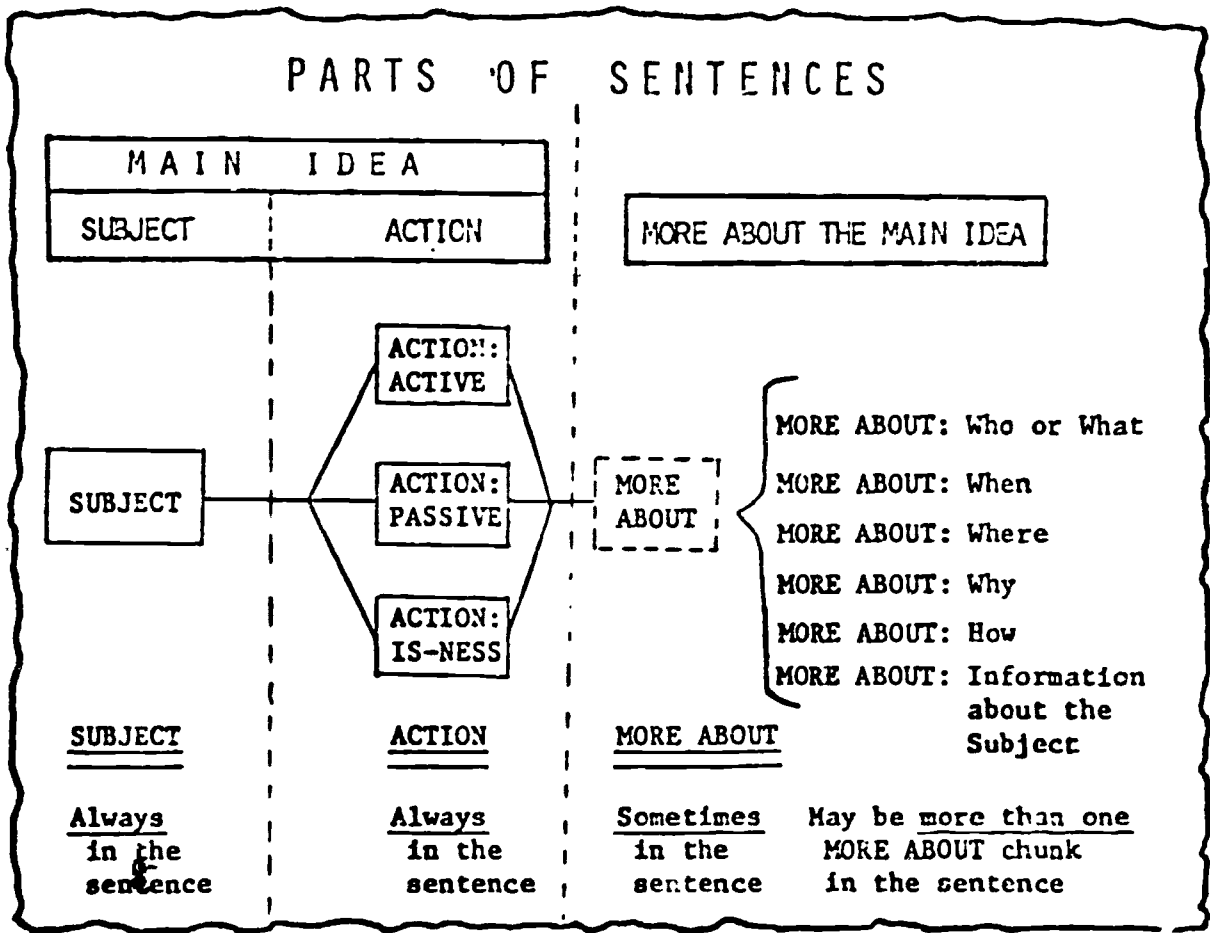 PARTS OF SENTENCES
MAIN IDEA
SUBJECT
ACTION
MORE ABOUT THE MAIN IDEA
ACTION:
ACTIVE
SUBJECT
ACTION:
PASSIVE
ACTION:
IS-NESS
MORE
ABOUT
MORE ABOUT: Who or What
MORE ABOUT: When
MORE ABOUT: Where
MORE ABOUT: Why
MORE ABOUT: How
MORE ABOUT: Information
about the
Subject
SUBJECT
Always
in the
sentence
ACTION
Always
in the
sentence
MORE ABOUT
Sometimes
in the
sentence
May be more than one
MORE ABOUT chunk
in the sentence